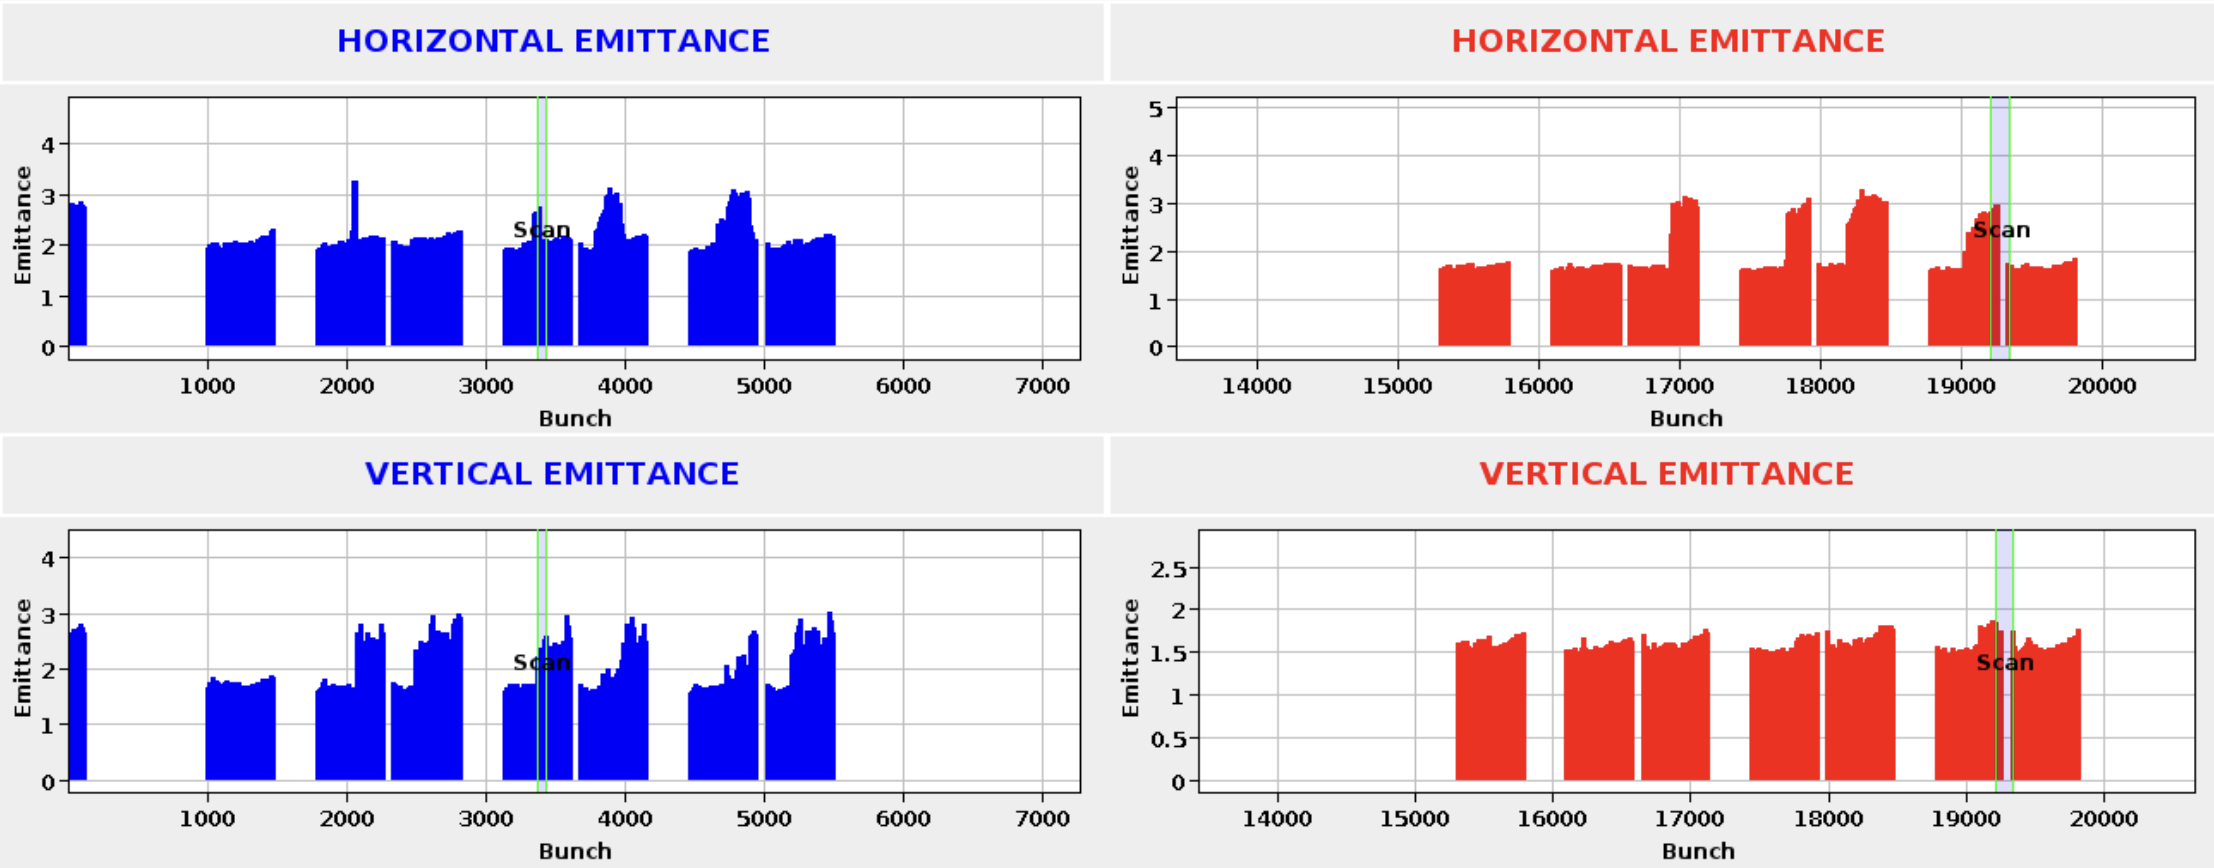 HORIZONTAL EMITTANCE
Emittance
4
3
2
1
0
Scan
1000 2000 3000 4000 5000 6000 7000
Bunch
HORIZONTAL EMITTANCE
Emittance
5
4
3
2
1
0
Scan
14000 15000 16000 17000 18000 19000 20000
Bunch
VERTICAL EMITTANCE
Emittance
4
3
2
1
0
Scan
1000 2000 3000 4000 5000 6000 7000
Bunch
VERTICAL EMITTANCE
Emittance
2.5
2
1.5
1
0.5
0
Scan
14000 15000 16000 17000 18000 19000 20000
Bunch